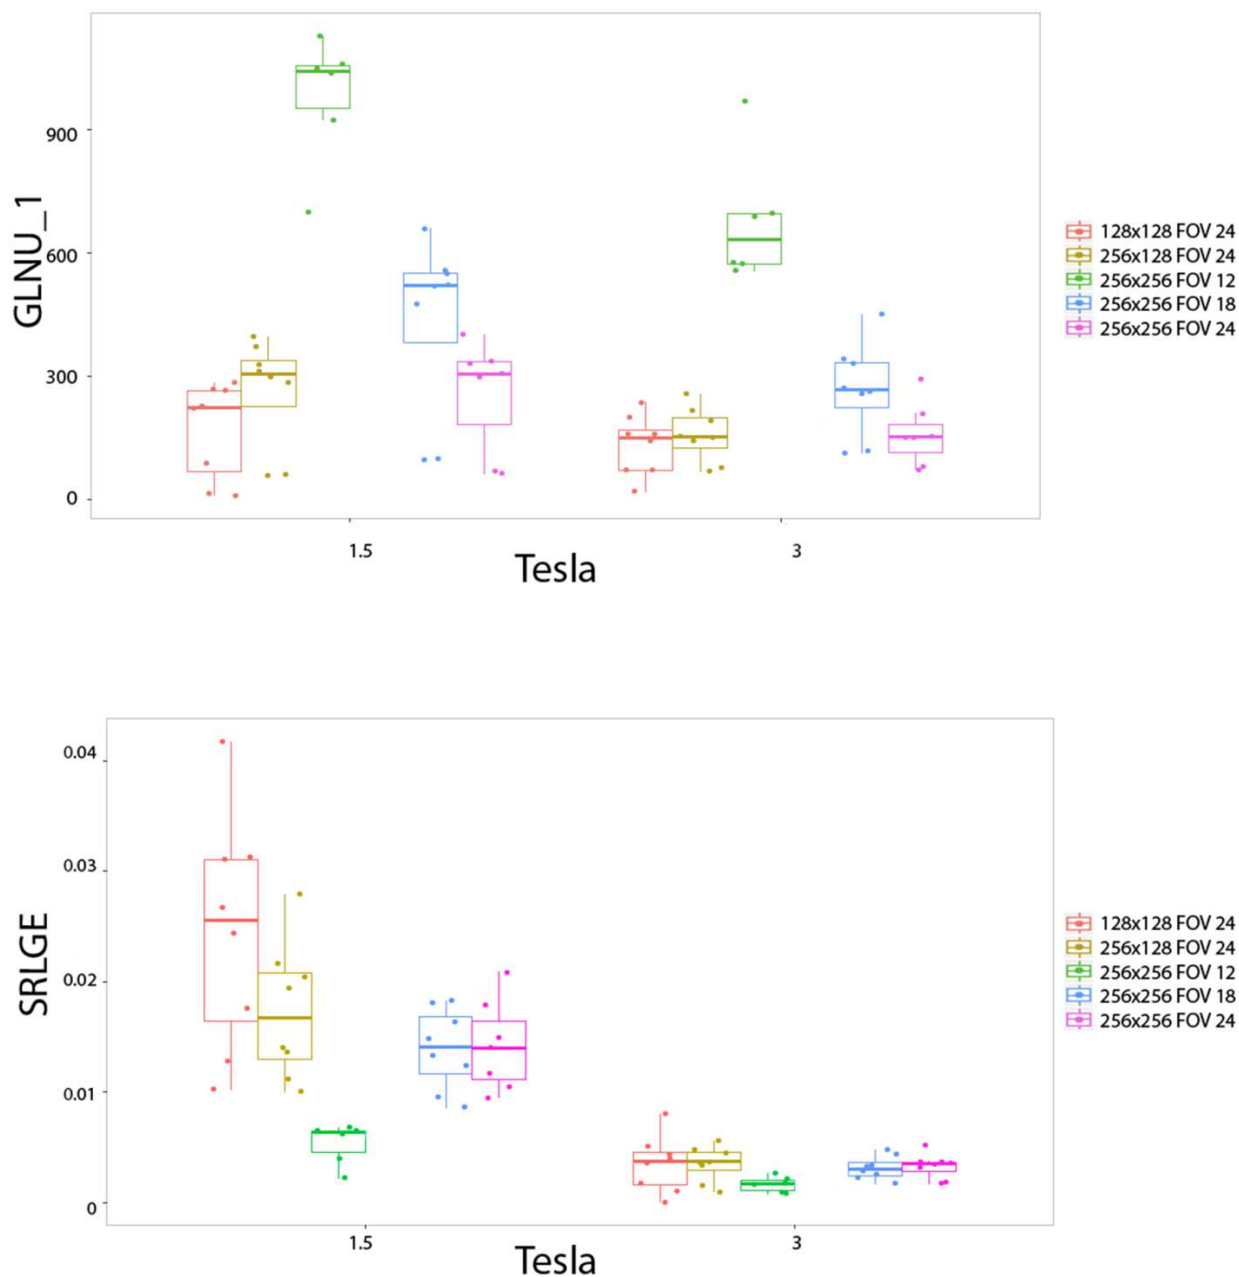 GLNU_1
900
600
300
0
1.5
3
Tesla
128x128 FOV 24
256x128 FOV 24
256x256 FOV 12
256x256 FOV 18
256x256 FOV 24
SRLGE
0.04
0.03
0.02
0.01
0
1.5
3
Tesla
128x128 FOV 24
256x128 FOV 24
256x256 FOV 12
256x256 FOV 18
256x256 FOV 24